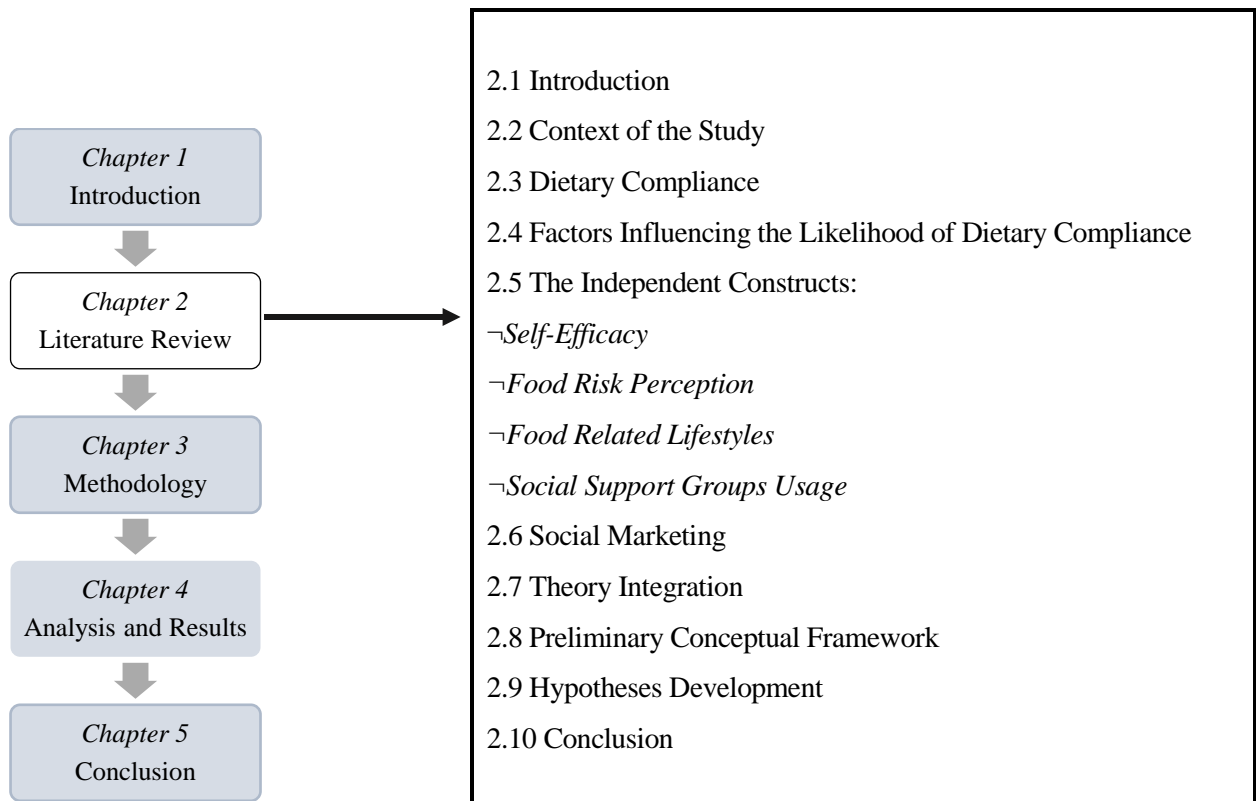 Chapter 1
Introduction
Chapter 2
Literature Review
Chapter 3
Methodology
Chapter 4
Analysis and Results
Chapter 5
Conclusion
2.1 Introduction
2.2 Context of the Study
2.3 Dietary Compliance
2.4 Factors Influencing the Likelihood of Dietary Compliance
2.5 The Independent Constructs:
¬Self-Efficacy
¬Food Risk Perception
¬Food Related Lifestyles
¬Social Support Groups Usage
2.6 Social Marketing
2.7 Theory Integration
2.8 Preliminary Conceptual Framework
2.9 Hypotheses Development
2.10 Conclusion